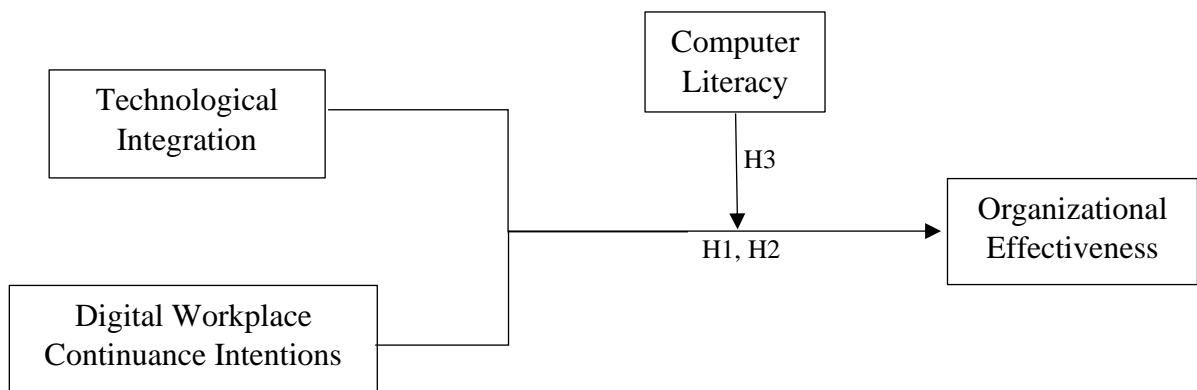 Computer
Literacy
Technological
Integration
H3
Organizational
Effectiveness
H1, H2
Digital Workplace
Continuance Intentions